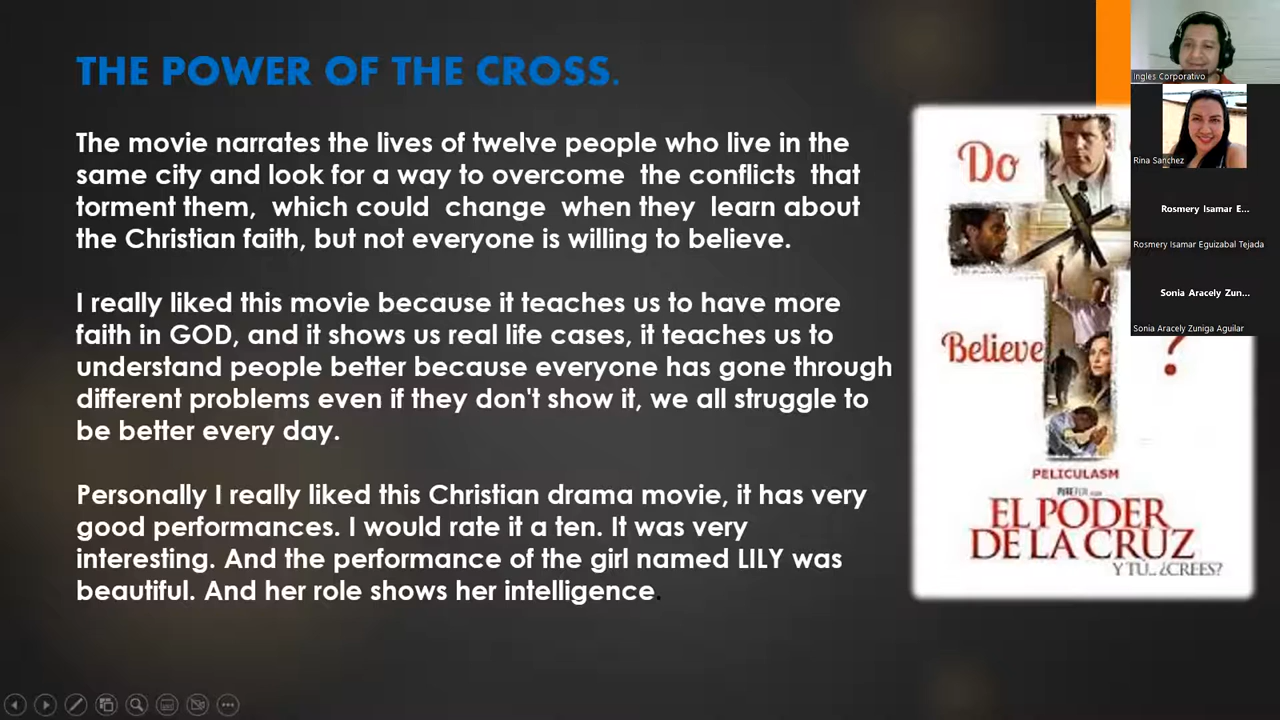 THE POWER OF THE CROSS.
The movie narrates the lives of twelve people who live in the
same city and look for a way to overcome the conflicts that
torment them, which could change when they learn about
the Christian faith, but not everyone is willing to believe.
I really liked this movie because it teaches us to have more
faith in GOD, and it shows us real life cases, it teaches us to
understand people better because everyone has gone through
different problems even if they don't show it, we all struggle to
be better every day.
Personally I really liked this Christian drama movie, it has very
good performances. I would rate it a ten. It was very
interesting. And the performance of the girl named LILY was
beautiful. And her role shows her intelligence.
Do
Believe
?
PELICULASM
EL PODER
DE LA CRUZ
Y TÚ... ¿CREES?
Ingles Corporativo
Rina Sanchez
Rosmery Isamar E...
Rosmery Isamar Eguizabal Tejada
Sonia Aracely Zun...
Sonia Aracely Zuniga Aguilar